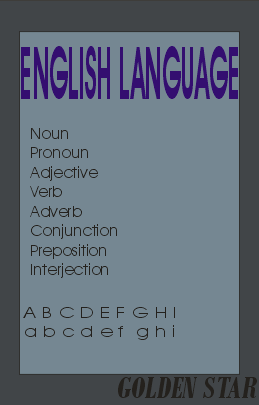 ENGLISH LANGUAGE
Noun
Pronoun
Adjective
Verb
Adverb
Conjunction
Preposition
Interjection
A B C D E F G H I
a b c d e f g h i
GOLDEN STAR